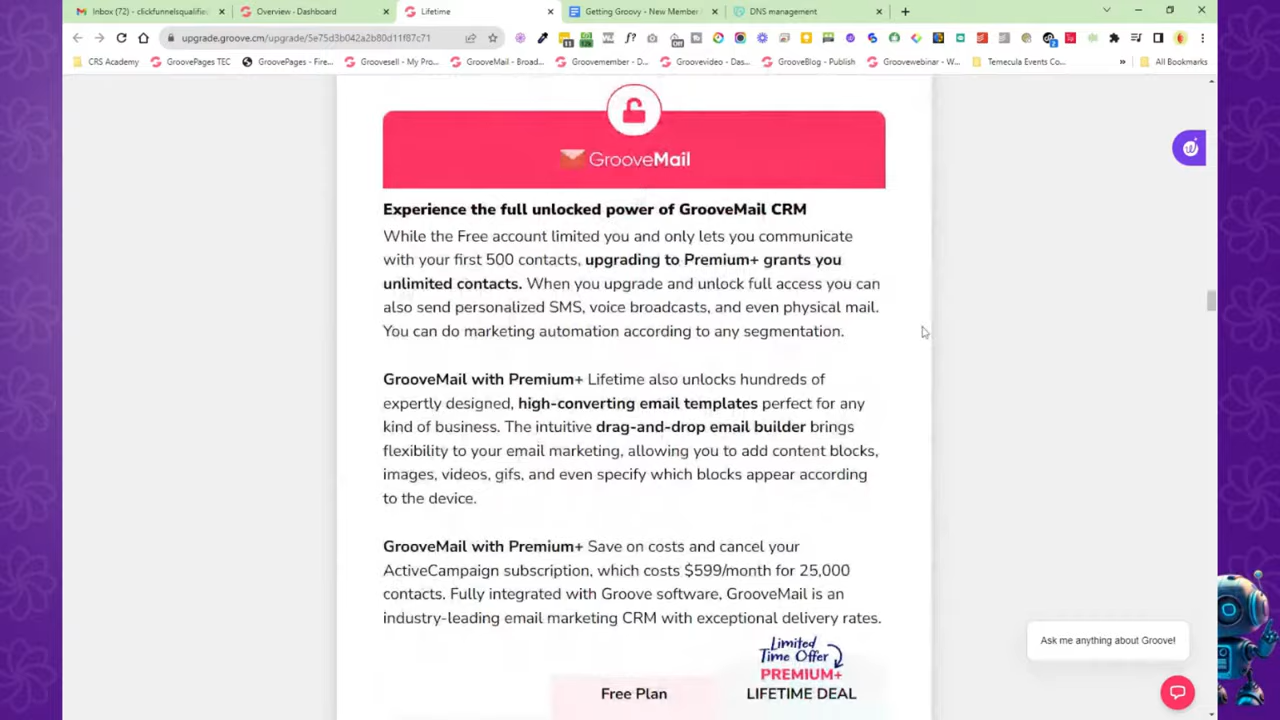 Inbox (72) - clickfunnelsqualifie
Overview - Dashboard
Lifetime
Getting Groovy - New Member
DNS management
upgrade.groove.cm/upgrade/5e75d3b042a2b80d11f87c71
CRS Academy
GroovePages TEC
GroovePages - Fire...
Groovesell - My Pro...
GrooveMail - Broad...
Groovemember - D...
Groovevideo - Das...
GrooveBlog - Publish
Groovewebinar - W...
Temecula Events Co...
All Bookmarks
GrooveMail
Experience the full unlocked power of GrooveMail CRM
While the Free account limited you and only lets you communicate
with your first 500 contacts, upgrading to Premium+ grants you
unlimited contacts. When you upgrade and unlock full access you can
also send personalized SMS, voice broadcasts, and even physical mail.
You can do marketing automation according to any segmentation.
GrooveMail with Premium+ Lifetime also unlocks hundreds of
expertly designed, high-converting email templates perfect for any
kind of business. The intuitive drag-and-drop email builder brings
flexibility to your email marketing, allowing you to add content blocks,
images, videos, gifs, and even specify which blocks appear according
to the device.
GrooveMail with Premium+ Save on costs and cancel your
ActiveCampaign subscription, which costs $599/month for 25,000
contacts. Fully integrated with Groove software, GrooveMail is an
industry-leading email marketing CRM with exceptional delivery rates.
Limited
Time Offer
PREMIUM+
Free Plan
LIFETIME DEAL
Ask me anything about Groove!